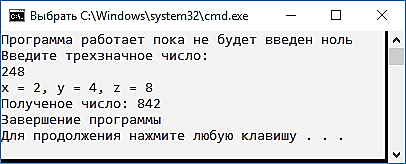 Выбрать C:\Windows\system32\cmd.exe
Программа работает пока не будет введен ноль
Введите трехзначное число:
248
x = 2, y = 4, z = 8
Полученое число: 842
Завершение программы
Для продолжения нажмите любую клавишу . . .